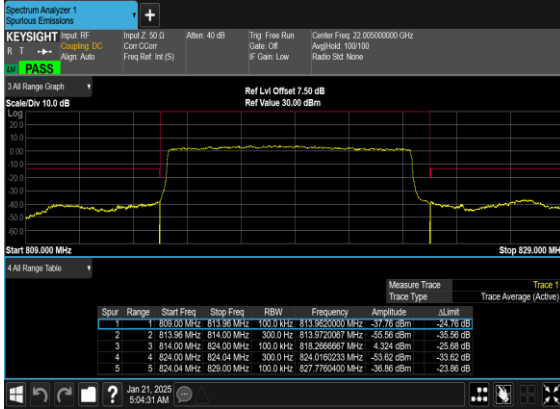 Spectrum Analyzer 1
Spurious Emissions
+
KEYSIGHT Input: RF Input Z: 50 Ω Atten: 40 dB Trig: Free Run Center Freq: 22.005000000 GHz
R T Coupling: DC Corr CCorr Gate: Off Avg|Hold: 100/100
Align: Auto Freq Ref: Int (S) IF Gain: Low Radio Std: None
PASS
3 All Range Graph
Ref Lvl Offset 7.50 dB
Scale/Div 10.0 dB Ref Value 30.00 dBm
Log
20.0
10.0
0.00
-10.0
-20.0
-30.0
-40.0
-50.0
-60.0
Start 809.000 MHz Stop 829.000 MH
4 All Range Table
Measure Trace Trace 1
Trace Type Trace Average (Active)
Spur Range Start Freq Stop Freq RBW Frequency Amplitude ΔLimit
1 1 809.00 MHz 813.96 MHz 100.0 kHz 813.9620000 MHz -37.76 dBm -24.76 dB
2 2 813.96 MHz 814.00 MHz 300.0 Hz 813.9720067 MHz -55.56 dBm -35.56 dB
3 3 814.00 MHz 824.00 MHz 100.0 kHz 818.2666667 MHz 4.324 dBm -25.68 dB
4 4 824.00 MHz 824.04 MHz 300.0 Hz 824.0160233 MHz -53.62 dBm -33.62 dB
5 5 824.04 MHz 829.00 MHz 100.0 kHz 827.7760400 MHz -36.86 dBm -23.86 dB
? Jan 21, 2025
5:04:31 AM